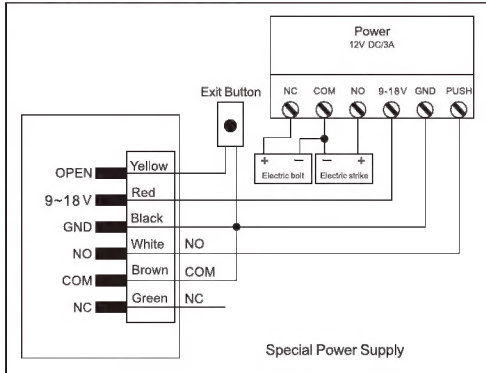 Power
12V DC/3A
NC COM NO 9-18V GND PUSH
Exit Button
+ − − +
Electric bolt Electric strike
OPEN Yellow
9~18V Red
GND Black
NO White NO
COM Brown COM
NC Green NC
Special Power Supply